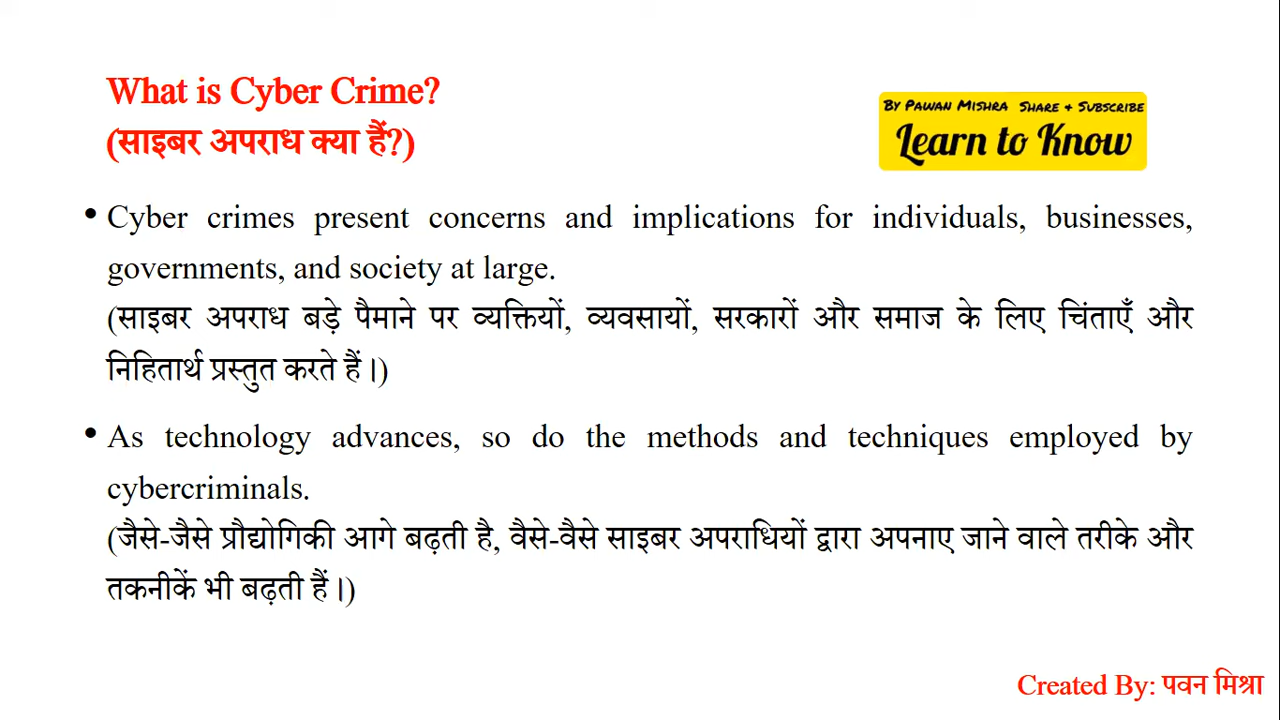 What is Cyber Crime?
(साइबर अपराध क्या हैं?)
By Pawan Mishra Share & Subscribe
Learn to Know
• Cyber crimes present concerns and implications for individuals, businesses,
governments, and society at large.
(साइबर अपराध बड़े पैमाने पर व्यक्तियों, व्यवसायों, सरकारों और समाज के लिए चिंताएँ और
निहितार्थ प्रस्तुत करते हैं।)
• As technology advances, so do the methods and techniques employed by
cybercriminals.
(जैसे-जैसे प्रौद्योगिकी आगे बढ़ती है, वैसे-वैसे साइबर अपराधियों द्वारा अपनाए जाने वाले तरीके और
तकनीकें भी बढ़ती हैं।)
Created By: पवन मिश्रा